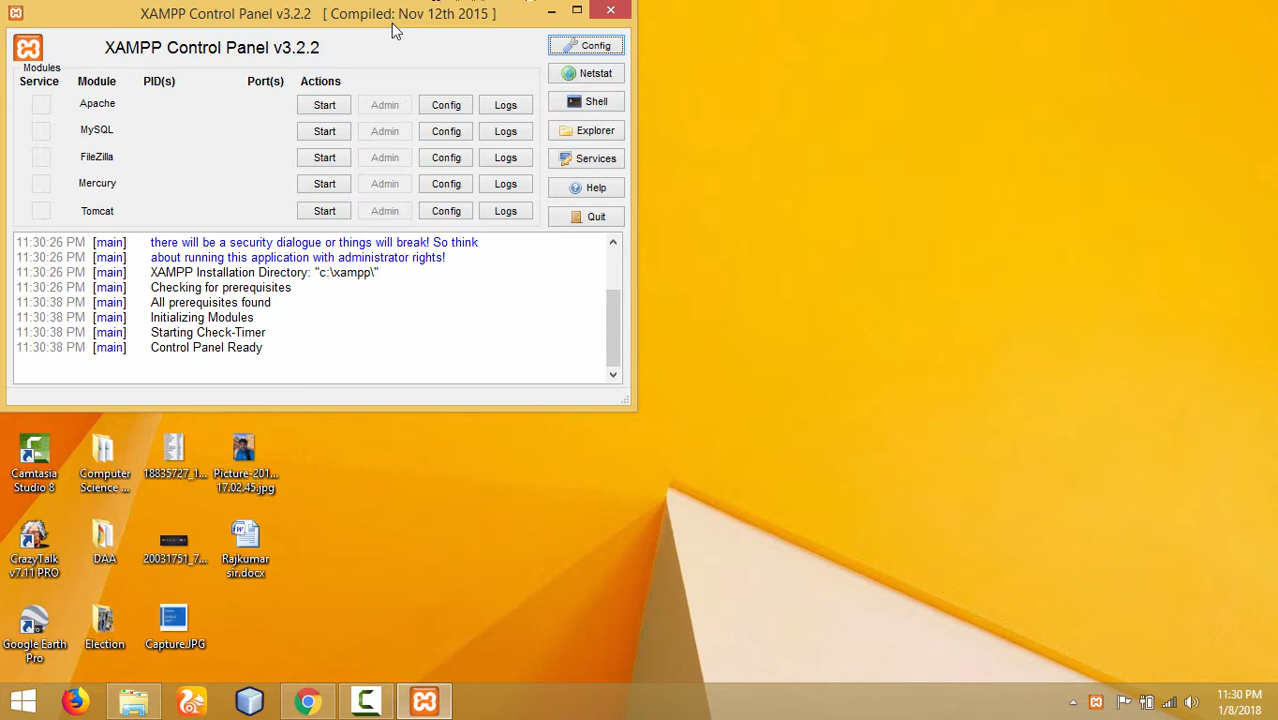 XAMPP Control Panel v3.2.2 [ Compiled: Nov 12th 2015 ]
XAMPP Control Panel v3.2.2
Config
Modules
Service Module PID(s) Port(s) Actions
Netstat
Apache Start Admin Config Logs
Shell
MySQL Start Admin Config Logs
Explorer
FileZilla Start Admin Config Logs
Services
Mercury Start Admin Config Logs
Help
Tomcat Start Admin Config Logs
Quit
11:30:26 PM [main] there will be a security dialogue or things will break! So think
11:30:26 PM [main] about running this application with administrator rights!
11:30:26 PM [main] XAMPP Installation Directory: "c:\xampp\"
11:30:26 PM [main] Checking for prerequisites
11:30:38 PM [main] All prerequisites found
11:30:38 PM [main] Initializing Modules
11:30:38 PM [main] Starting Check-Timer
11:30:38 PM [main] Control Panel Ready
Camtasia
Studio 8
Computer
Science ...
18835727_1...
Picture-201...
17.02.45.jpg
CrazyTalk
v7.11 PRO
DAA
20031751_7...
Rajkumar
sir.docx
Google Earth
Pro
Election
Capture.JPG
11:30 PM
1/8/2018